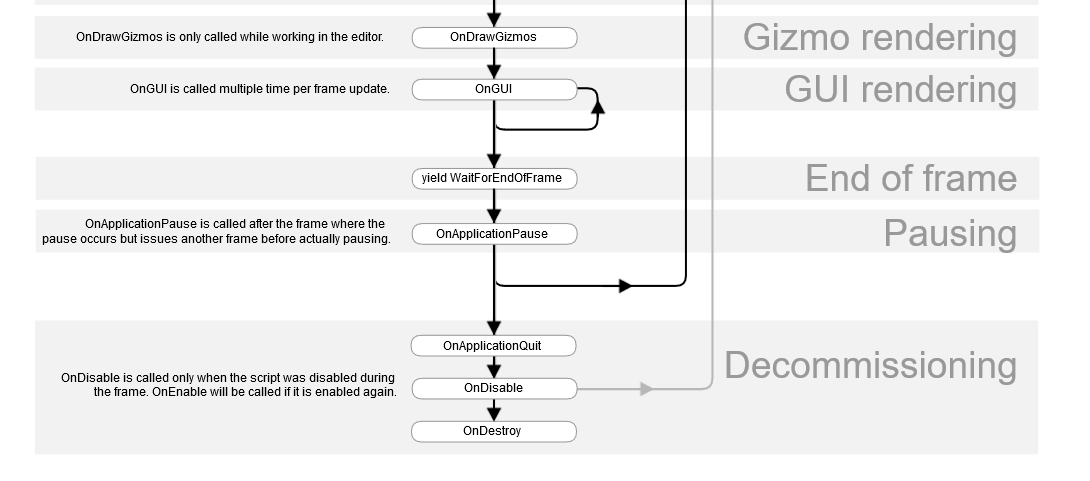 OnDrawGizmos is only called while working in the editor.
OnDrawGizmos
Gizmo rendering
OnGUI is called multiple time per frame update.
OnGUI
GUI rendering
yield WaitForEndOfFrame
End of frame
OnApplicationPause is called after the frame where the
pause occurs but issues another frame before actually pausing.
OnApplicationPause
Pausing
OnApplicationQuit
OnDisable is called only when the script was disabled during
the frame. OnEnable will be called if it is enabled again.
OnDisable
Decommissioning
OnDestroy